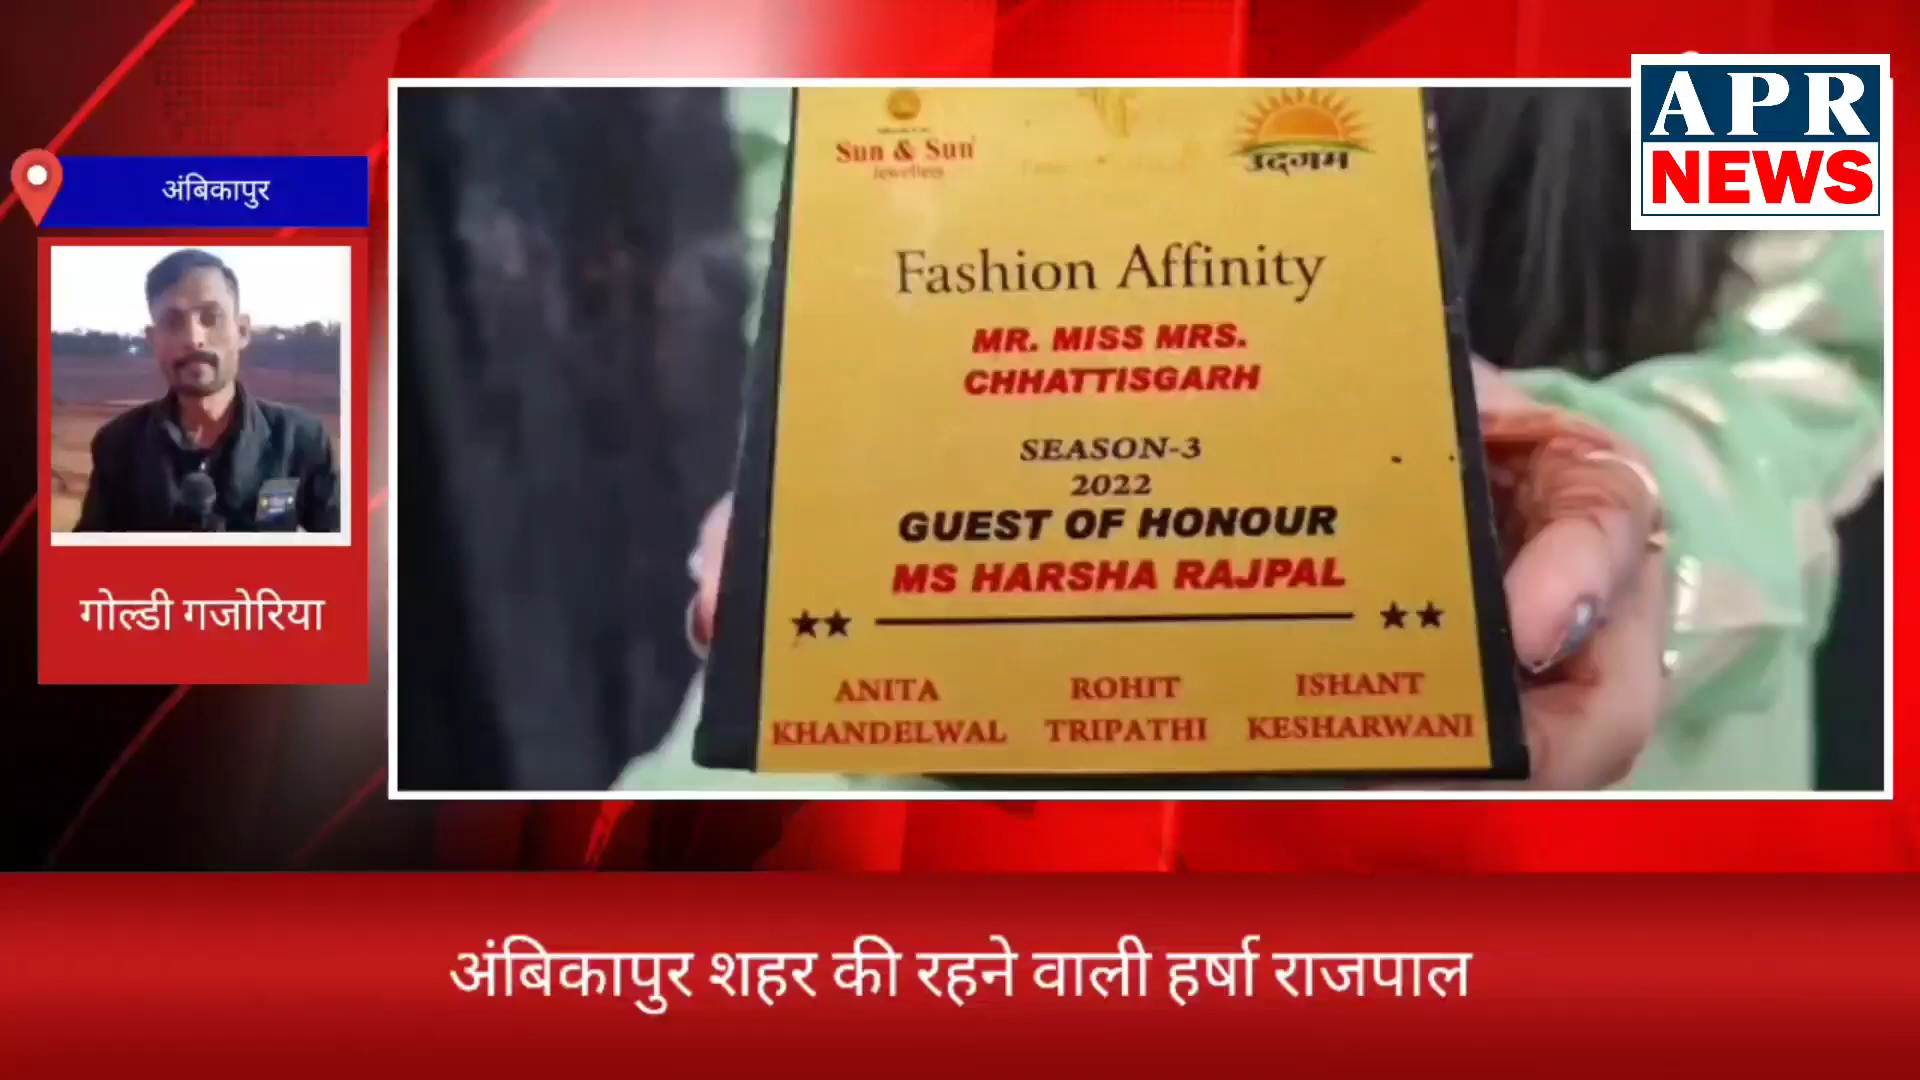 APR
NEWS
अंबिकापुर
गोल्डी गजोरिया
Sun & Sun
Jewellers
उद्गम
Fashion Affinity
MR. MISS MRS.
CHHATTISGARH
SEASON-3
2022
GUEST OF HONOUR
MS HARSHA RAJPAL
ANITA KHANDELWAL
ROHIT TRIPATHI
ISHANT KESHARWANI
अंबिकापुर शहर की रहने वाली हर्षा राजपाल